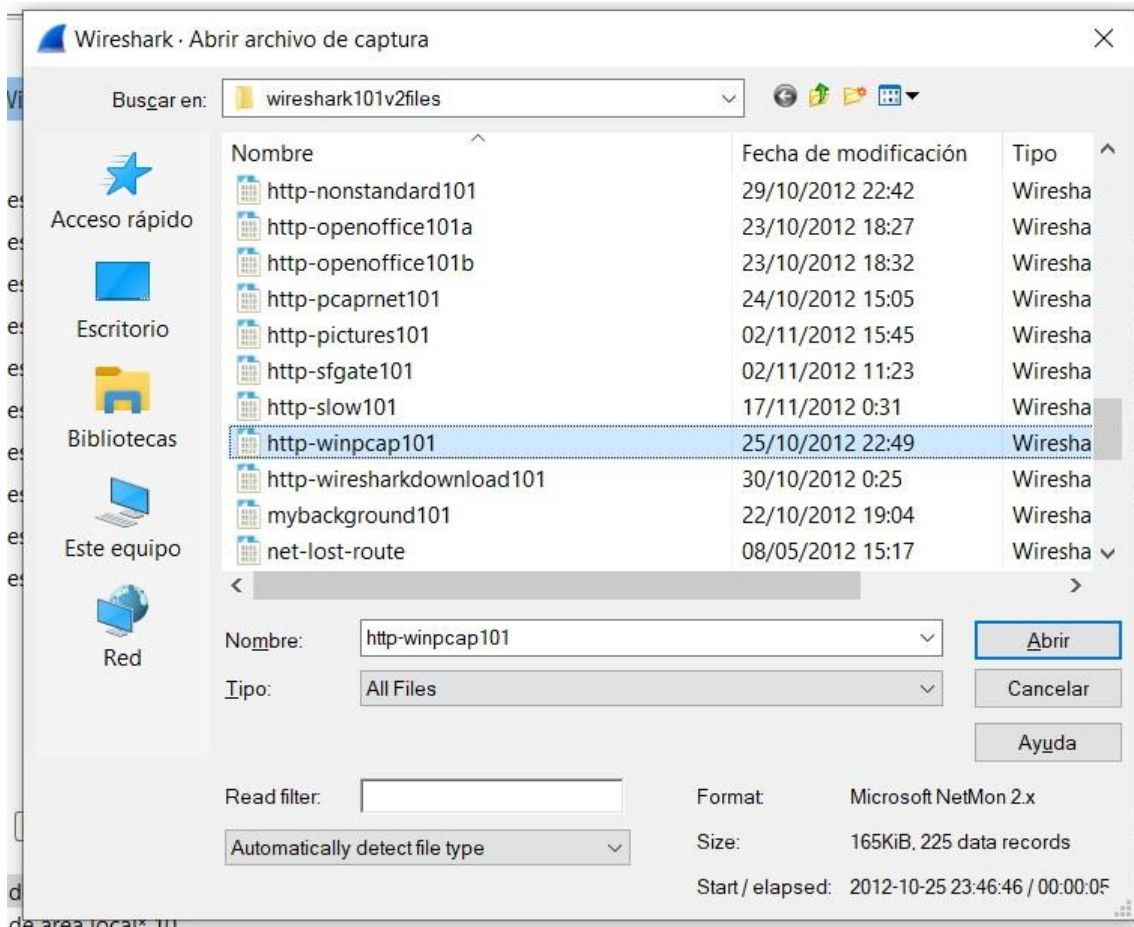 Wireshark · Abrir archivo de captura
Buscar en: wireshark101v2files
Nombre Fecha de modificación Tipo
http-nonstandard101 29/10/2012 22:42 Wiresha
http-openoffice101a 23/10/2012 18:27 Wiresha
http-openoffice101b 23/10/2012 18:32 Wiresha
http-pcaprnet101 24/10/2012 15:05 Wiresha
http-pictures101 02/11/2012 15:45 Wiresha
http-sfgate101 02/11/2012 11:23 Wiresha
http-slow101 17/11/2012 0:31 Wiresha
http-winpcap101 25/10/2012 22:49 Wiresha
http-wiresharkdownload101 30/10/2012 0:25 Wiresha
mybackground101 22/10/2012 19:04 Wiresha
net-lost-route 08/05/2012 15:17 Wiresha
Acceso rápido
Escritorio
Bibliotecas
Este equipo
Red
Nombre: http-winpcap101 Abrir
Tipo: All Files Cancelar
Ayuda
Read filter: Format: Microsoft NetMon 2.x
Automatically detect file type Size: 165KiB, 225 data records
Start / elapsed: 2012-10-25 23:46:46 / 00:00:05
de área local* 10